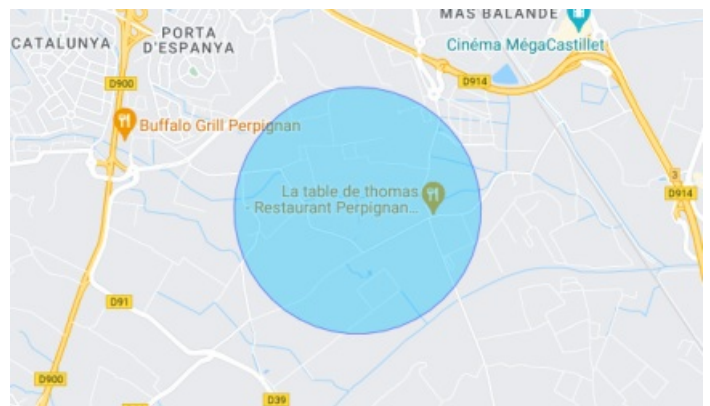 MAS BALANDE
Cinéma MégaCastillet
CATALUNYA
PORTA
D'ESPANYA
D900
D914
Buffalo Grill Perpignan
La table de thomas
- Restaurant Perpignan...
3
D914
D91
D900
D39